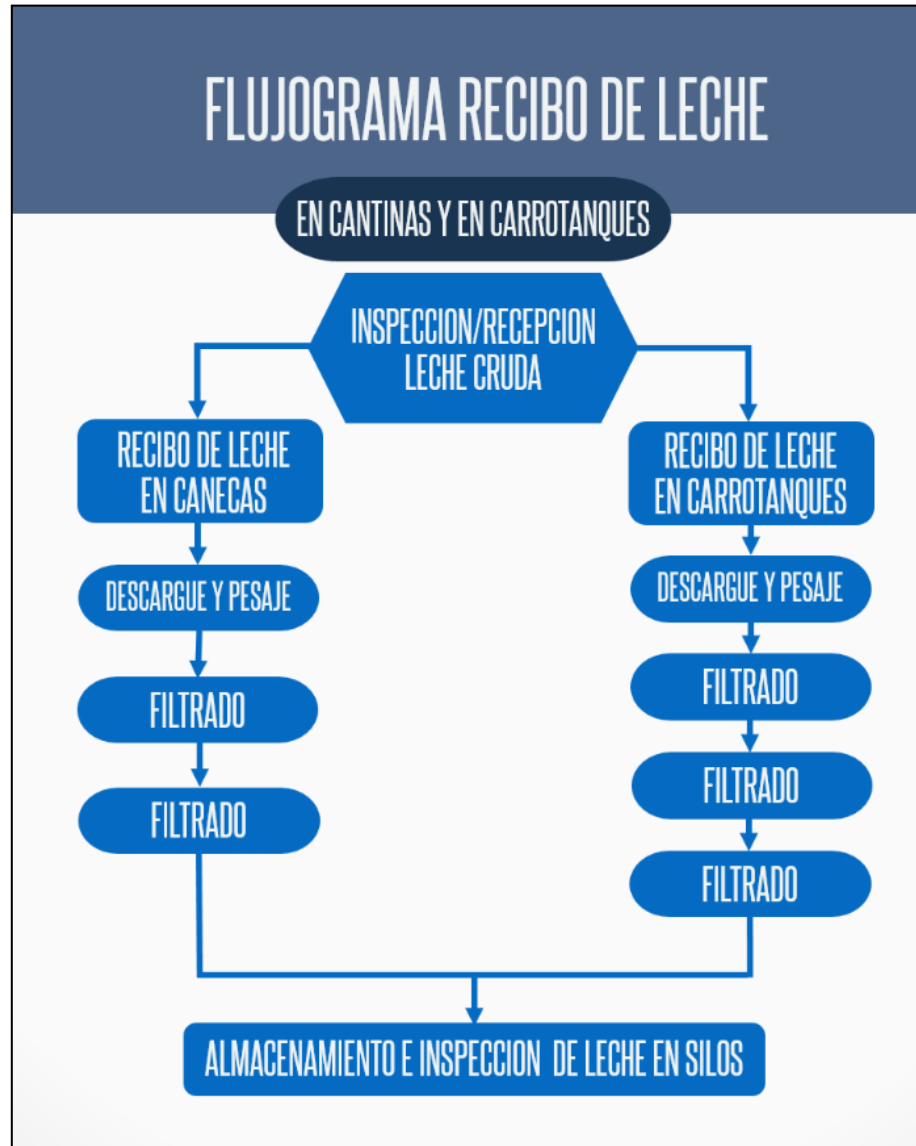 FLUJOGRAMA RECIBO DE LECHE
EN CANTINAS Y EN CARROTANQUES
INSPECCION/RECEPCION
LECHE CRUDA
RECIBO DE LECHE
EN CANECAS
DESCARGUE Y PESAJE
FILTRADO
FILTRADO
RECIBO DE LECHE
EN CARROTANQUES
DESCARGUE Y PESAJE
FILTRADO
FILTRADO
FILTRADO
ALMACENAMIENTO E INSPECCION DE LECHE EN SILOS